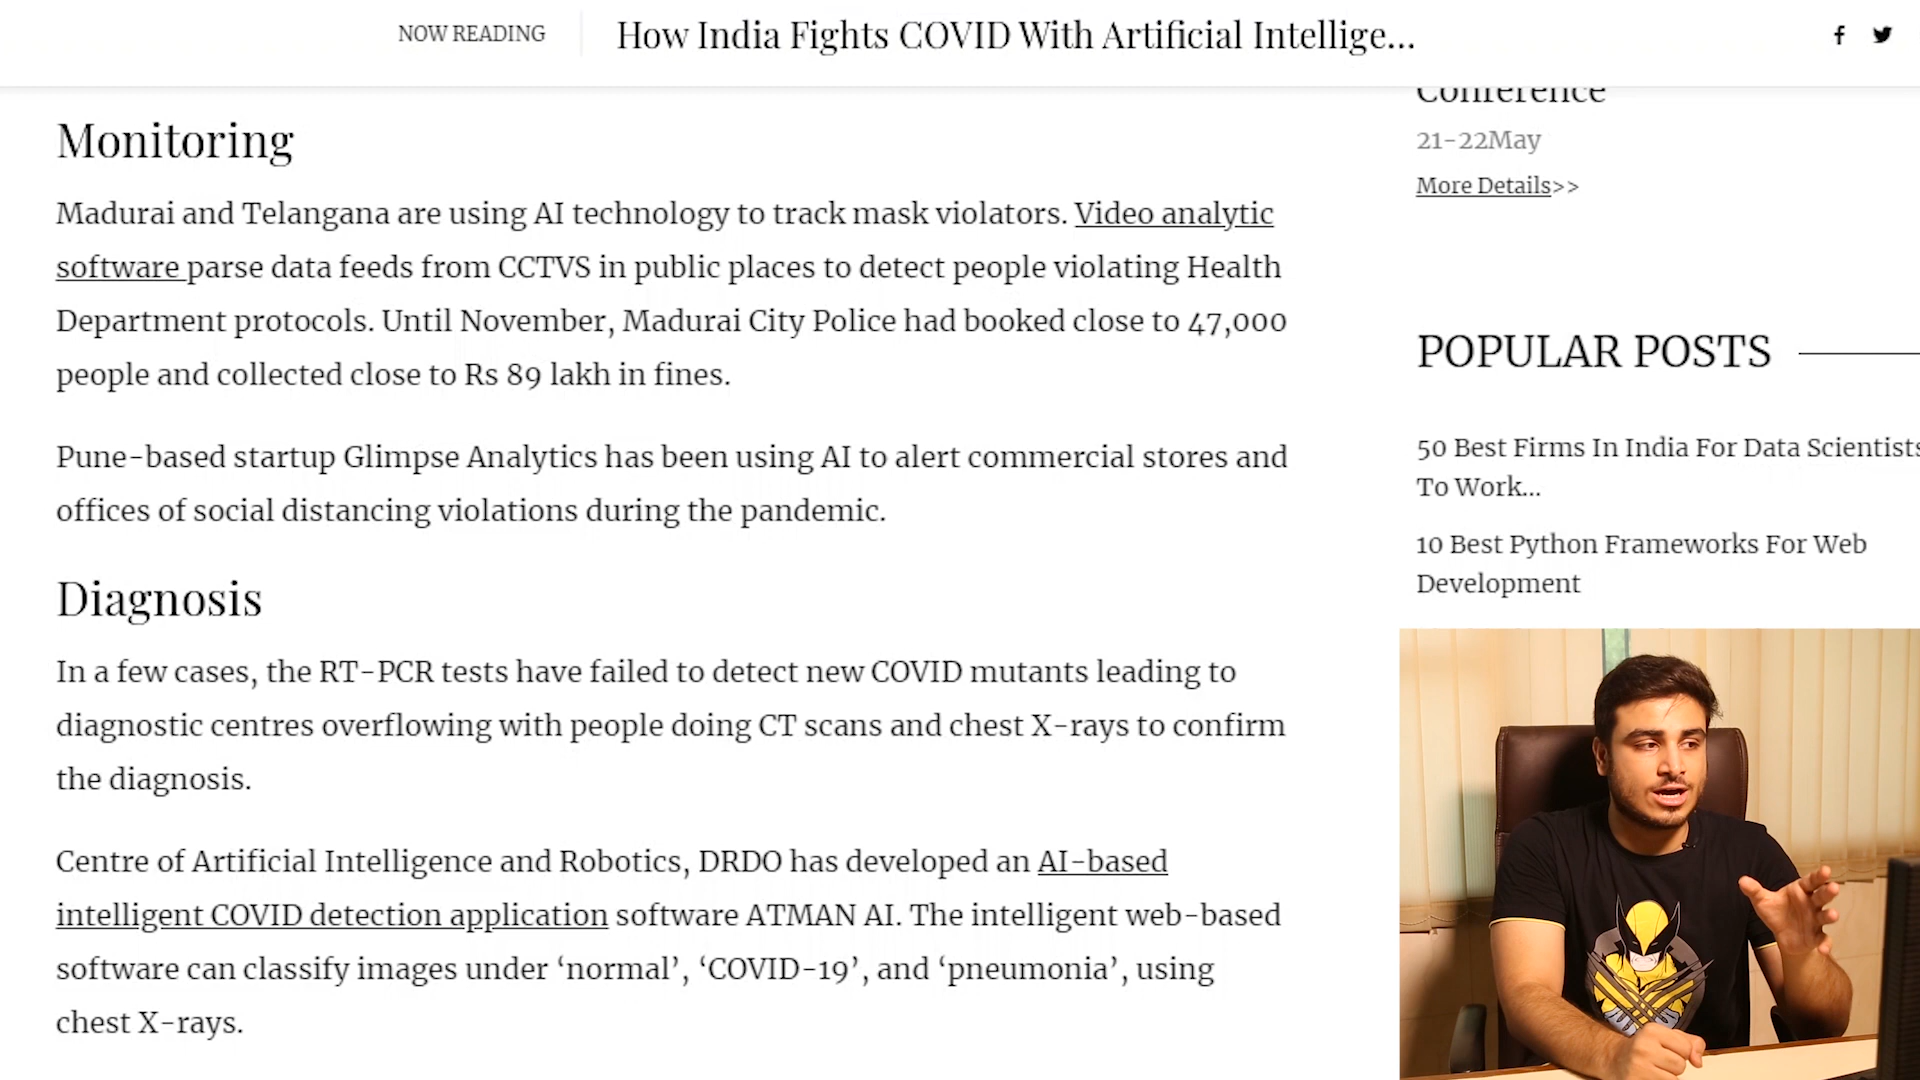 NOW READING
How India Fights COVID With Artificial Intellige...
Monitoring
Madurai and Telangana are using AI technology to track mask violators. Video analytic
software parse data feeds from CCTVS in public places to detect people violating Health
Department protocols. Until November, Madurai City Police had booked close to 47,000
people and collected close to Rs 89 lakh in fines.
Pune-based startup Glimpse Analytics has been using AI to alert commercial stores and
offices of social distancing violations during the pandemic.
Diagnosis
In a few cases, the RT-PCR tests have failed to detect new COVID mutants leading to
diagnostic centres overflowing with people doing CT scans and chest X-rays to confirm
the diagnosis.
Centre of Artificial Intelligence and Robotics, DRDO has developed an AI-based
intelligent COVID detection application software ATMAN AI. The intelligent web-based
software can classify images under ‘normal’, ‘COVID-19’, and ‘pneumonia’, using
chest X-rays.
Conference
21-22May
More Details>>
POPULAR POSTS
50 Best Firms In India For Data Scientists
To Work...
10 Best Python Frameworks For Web
Development